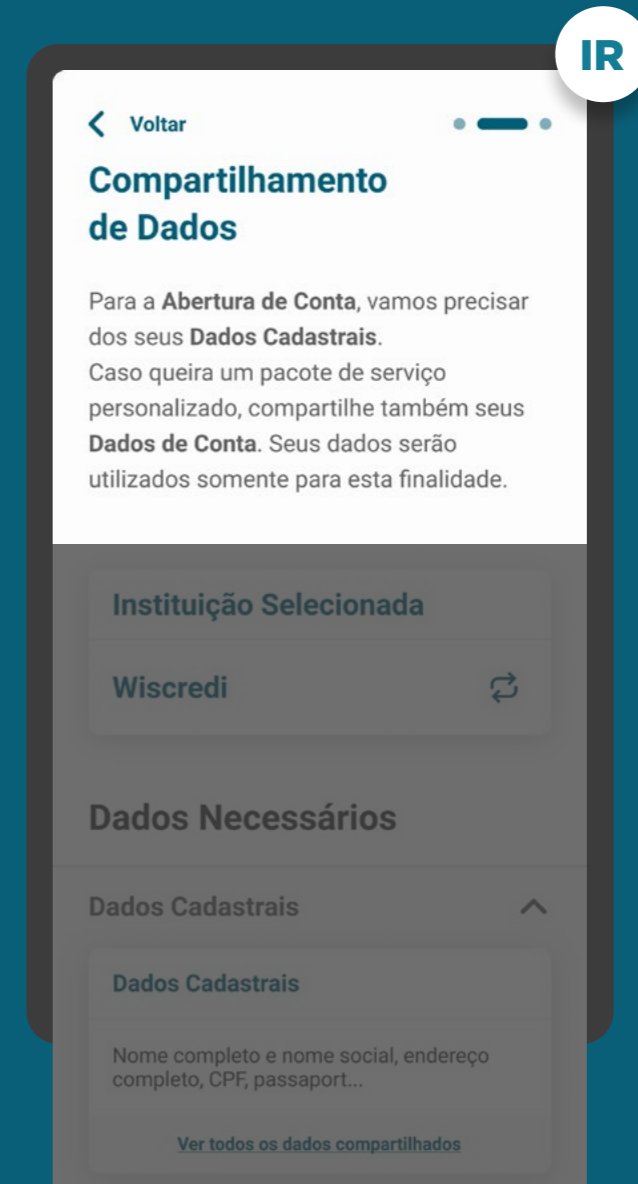 IR
Voltar
Compartilhamento
de Dados
Para a Abertura de Conta, vamos precisar
dos seus Dados Cadastrais.
Caso queira um pacote de serviço
personalizado, compartilhe também seus
Dados de Conta. Seus dados serão
utilizados somente para esta finalidade.
Instituição Selecionada
Wiscredi
Dados Necessários
Dados Cadastrais
Dados Cadastrais
Nome completo e nome social, endereço
completo, CPF, passaport...
Ver todos os dados compartilhados